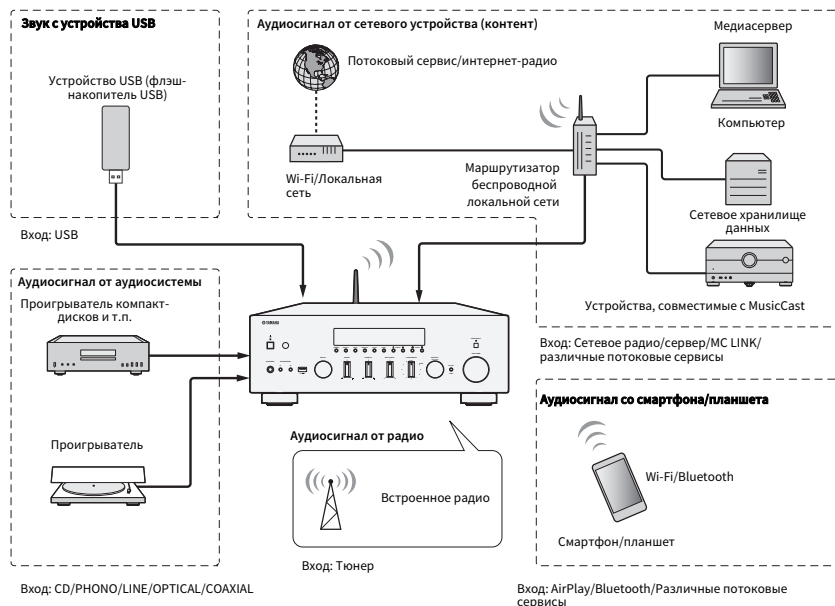 Звук с устройства USB
Устройство USB (флэш-
накопитель USB)
Вход: USB
Аудиосигнал от сетевого устройства (контент)
Потоковый сервис/интернет-радио
Wi-Fi/Локальная
сеть
Маршрутизатор
беспроводной
локальной сети
Медиасервер
Компьютер
Сетевое хранилище
данных
Устройства, совместимые с MusicCast
Вход: Сетевое радио/сервер/MC LINK/
различные потоковые сервисы
Аудиосигнал от аудиосистемы
Проигрыватель компакт-
дисков и т.п.
Проигрыватель
Вход: CD/PHONO/LINE/OPTICAL/COAXIAL
YAMAHA
Аудиосигнал от радио
Встроенное радио
Вход: Тюнер
Аудиосигнал со смартфона/планшета
Wi-Fi/Bluetooth
Смартфон/планшет
Вход: AirPlay/Bluetooth/Различные потоковые
сервисы